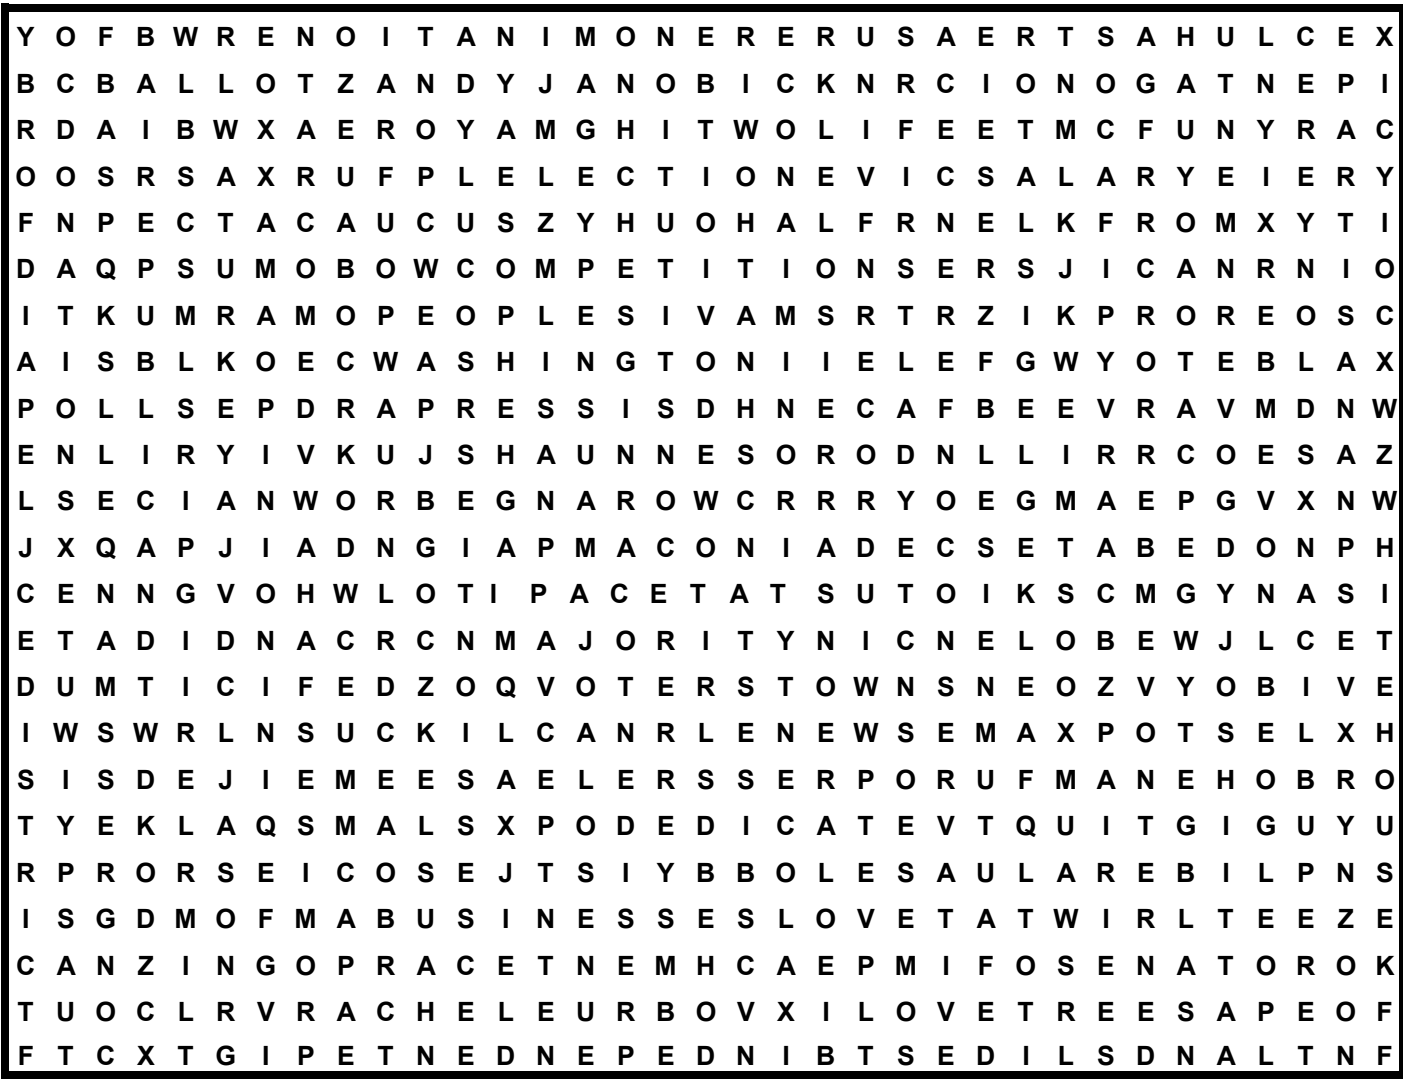 Y O F B W R E N O I T A N I M O N E R E R U S A E R T S A H U L C E X
B C B A L L O T Z A N D Y J A N O B I C K N R C I O N O G A T N E P I
R D A I B W X A E R O Y A M G H I T W O L I F E E T M C F U N Y R A C
O O S R S A X R U F P L E L E C T I O N E V I C S A L A R Y E I E R Y
F N P E C T A C A U C U S Z Y H U O H A L F R N E L K F R O M X Y T I
D A Q P S U M O B O W C O M P E T I T I O N S E R S J I C A N R N I O
I T K U M R A M O P E O P L E S I V A M S R T R Z I K P R O R E O S C
A I S B L K O E C W A S H I N G T O N I I E L E F G W Y O T E B L A X
P O L L S E P D R A P R E S S I S D H N E C A F B E E V R A V M D N W
E N L I R Y I V K U J S H A U N N E S O R O D N L L I R R C O E S A Z
L S E C I A N W O R B E G N A R O W C R R R Y O E G M A E P G V X N W
J X Q A P J I A D N G I A P M A C O N I A D E C S E T A B E D O N P H
C E N N G V O H W L O T I P A C E T A T S U T O I K S C M G Y N A S I
E T A D I D N A C R C N M A J O R I T Y N I C N E L O B E W J L C E T
D U M T I C I F E D Z O Q V O T E R S T O W N S N E O Z V Y O B I V E
I W S W R L N S U C K I L C A N R L E N E W S E M A X P O T S E L X H
S I S D E J I E M E E S A E L E R S S E R P O R U F M A N E H O B R O
T Y E K L A Q S M A L S X P O D E D I C A T E V T Q U I T G I G U Y U
R P R O R S E I C O S E J T S I Y B B O L E S A U L A R E B I L P N S
I S G D M O F M A B U S I N E S S E S L O V E T A T W I R L T E E Z E
C A N Z I N G O P R A C E T N E M H C A E P M I F O S E N A T O R O K
T U O C L R V R A C H E L E U R B O V X I L O V E T R E E S A P E O F
F T C X T G I P E T N E D N E P E D N I B T S E D I L S D N A L T N F